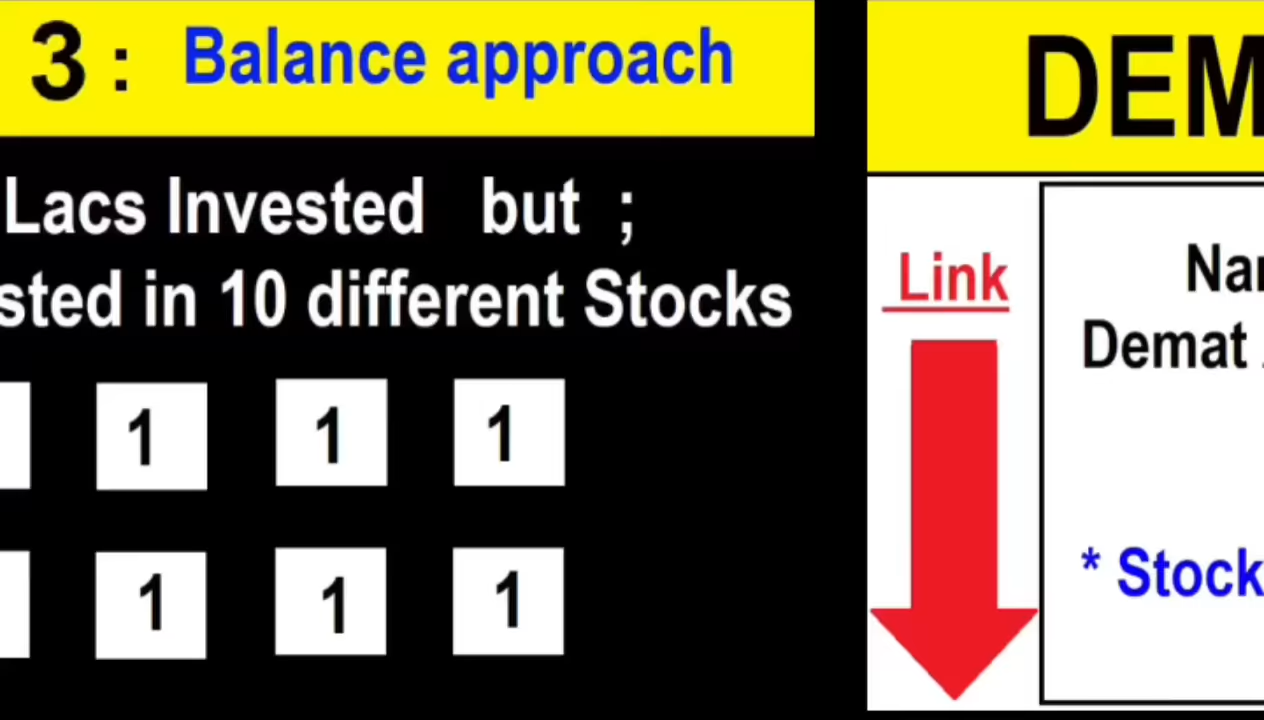 3 : Balance approach
Lacs Invested but ;
sted in 10 different Stocks
1 1 1
1 1 1
DEM
Link
Nar
Demat
* Stock